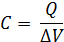 C = Q / ΔV